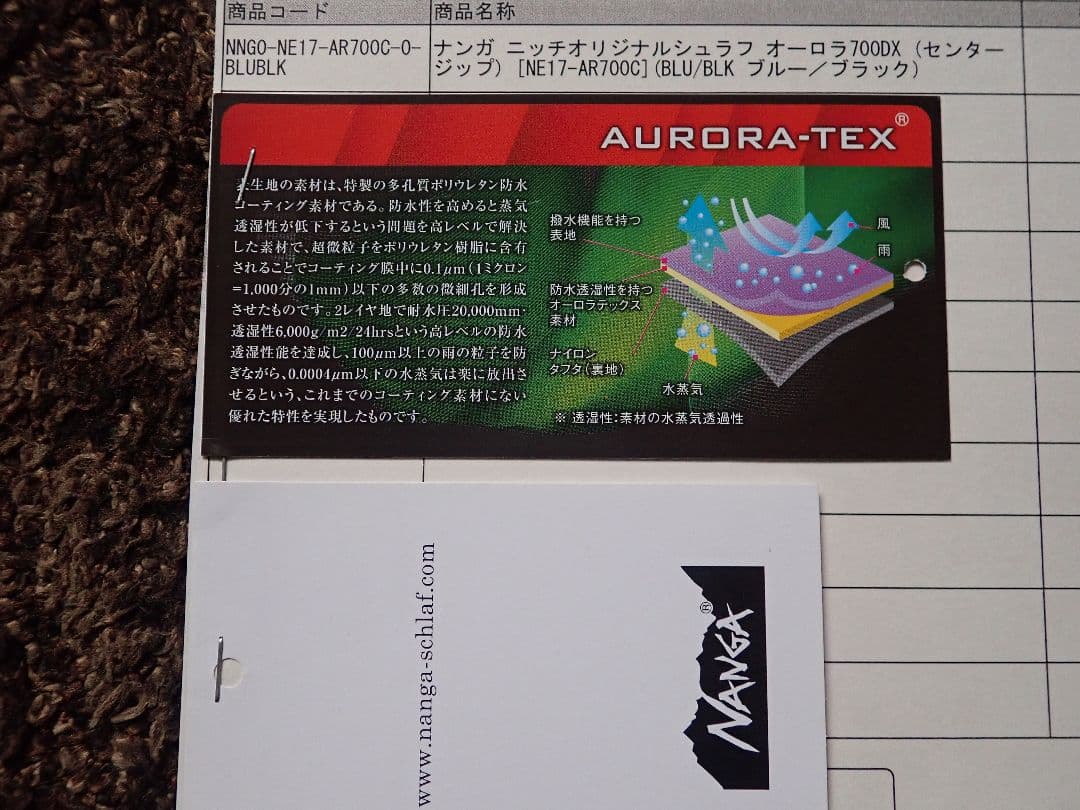 商品コード
商品名称
NNGO-NE17-AR700C-0-
BLUBLK
ナンガ ニッチオリジナルシュラフ オーロラ700DX (センター
ジップ) [NE17-AR700C](BLU/BLK ブルー／ブラック)
AURORA-TEX®
生地の素材は、特製の多孔質ポリウレタン防水
コーティング素材である。防水性を高めると蒸気
透湿性が低下するという問題を高レベルで解決
した素材で、超微粒子をポリウレタン樹脂に含有
されることでコーティング膜中に0.1μm(1ミクロン
=1,000分の1mm)以下の多数の微細孔を形成
させたものです。2レイヤ地で耐水圧20,000mm・
透湿性6,000g/m2/24hrsという高レベルの防水
透湿性能を達成し、100μm以上の雨の粒子を防
ぎながら、0.0004μm以下の水蒸気は楽に放出さ
せるという、これまでのコーティング素材にない
優れた特性を実現したものです。
撥水機能を持つ
表地
防水透湿性を持つ
オーロラテックス
素材
ナイロン
タフタ(裏地)
風
雨
水蒸気
※ 透湿性:素材の水蒸気透過性
www.nanga-schlaf.com
NANGA®